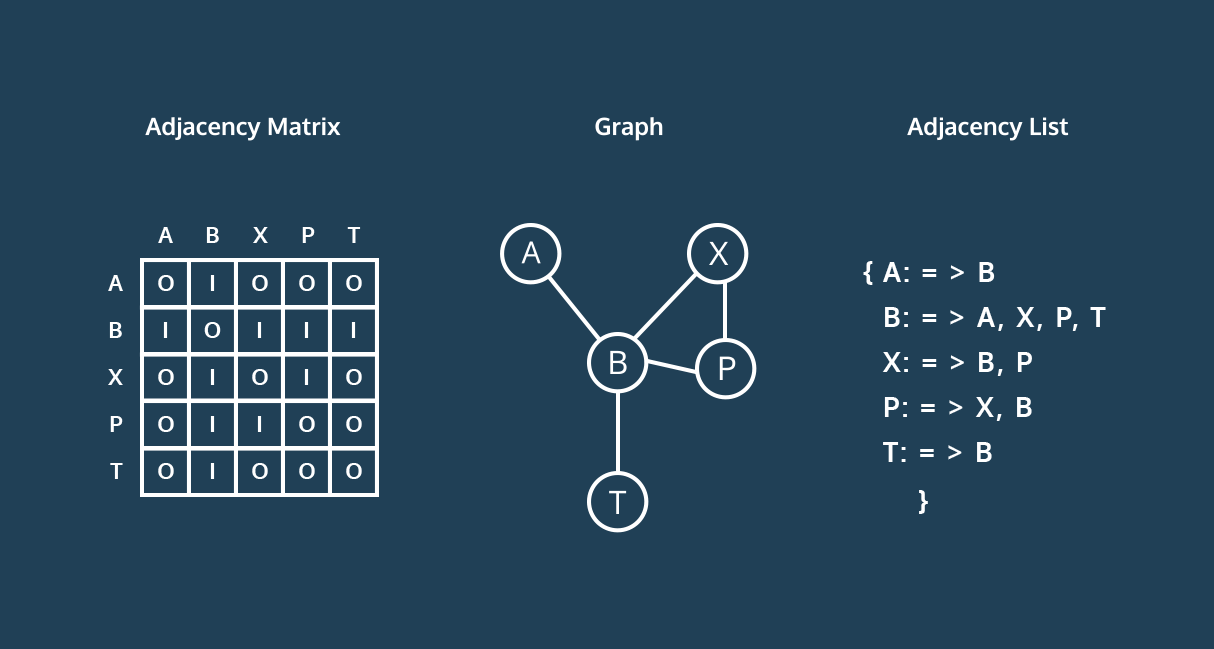 Adjacency Matrix
Graph
Adjacency List
A B X P T
A O I O O O
B I O I I I
X O I O I O
P O I I O O
T O I O O O
A
X
B
P
T
{ A: = > B
B: = > A, X, P, T
X: = > B, P
P: = > X, B
T: = > B
}